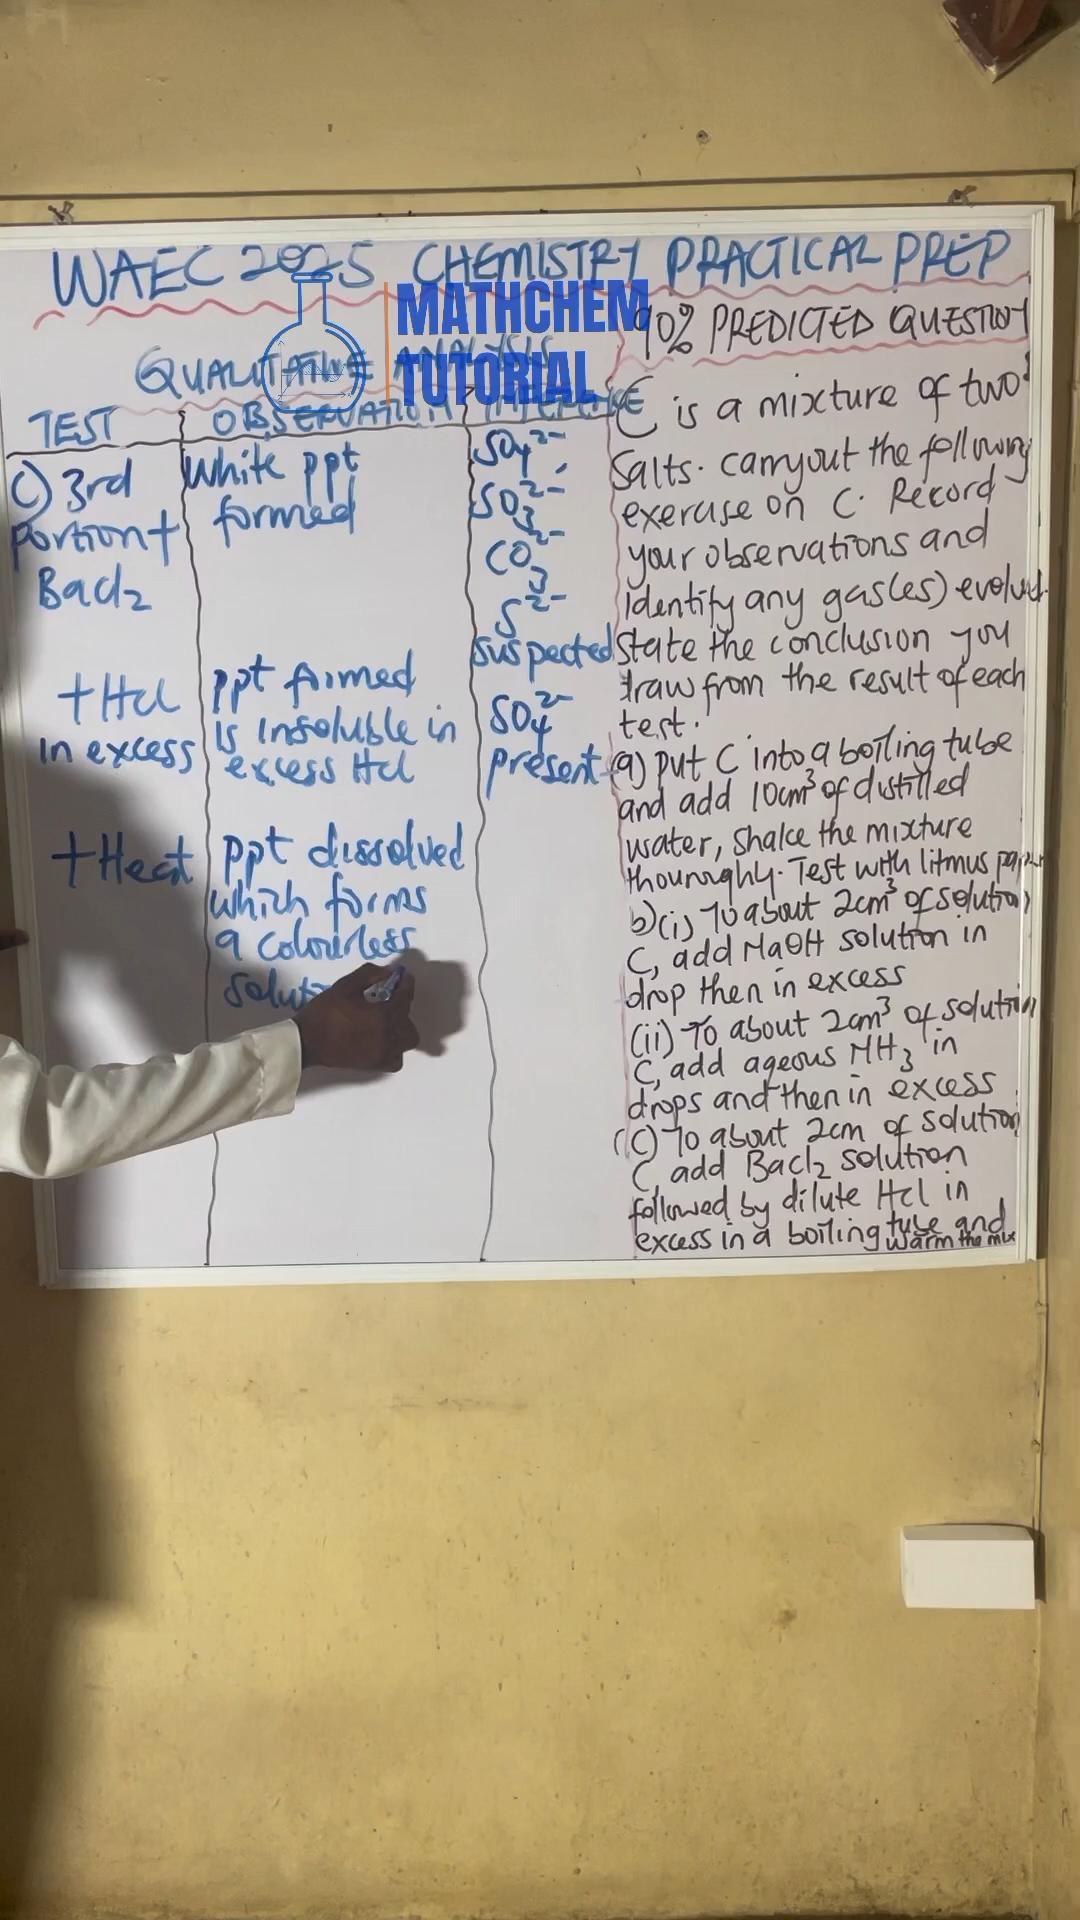 WAEC 2025 CHEMISTRY PRACTICAL PREP
MATHCHEM
TUTORIAL
QUALITATIVE ANALYSIS
TEST OBSERVATION
C) 3rd
portion +
Bacl2
White ppt
formed
SO4 2-
SO3 2-
CO3 2-
S 2-
suspected
+ Hcl
in excess
ppt formed
is insoluble in
excess Hcl
SO4 2-
present
+ Heat
ppt dissolved
which forms
a colourless
solut
90% PREDICTED QUESTION
C is a mixture of two
salts. carryout the following
exercise on C. Record
your observations and
identify any gas(es) evolved.
state the conclusion you
draw from the result of each
test.
(a) put C into a boiling tube
and add 10cm3 of distilled
water, shake the mixture
thouroughly. Test with litmus paper
b)(i) To about 2cm3 of solution
C, add NaOH solution in
drop then in excess
(ii) To about 2cm3 of solution
C, add aqeous NH3 in
drops and then in excess
(C) To about 2cm of solution
C, add Bacl2 solution
followed by dilute Hcl in
excess in a boiling tube and
warm the mix